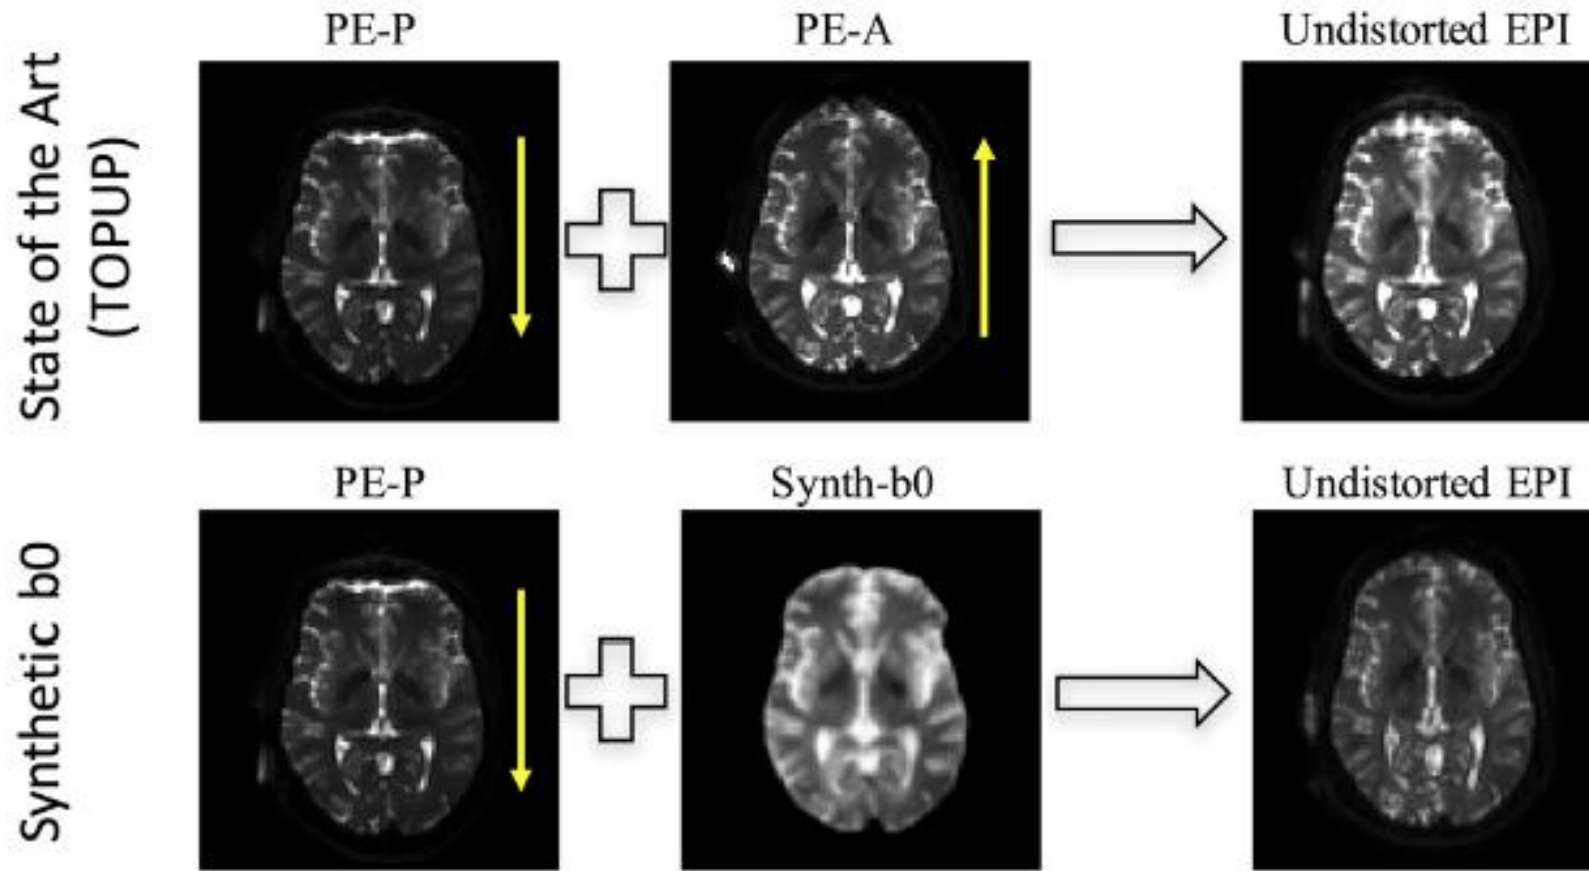 State of the Art
(TOPUP)
PE-P
PE-A
Undistorted EPI
Synthetic b0
PE-P
Synth-b0
Undistorted EPI